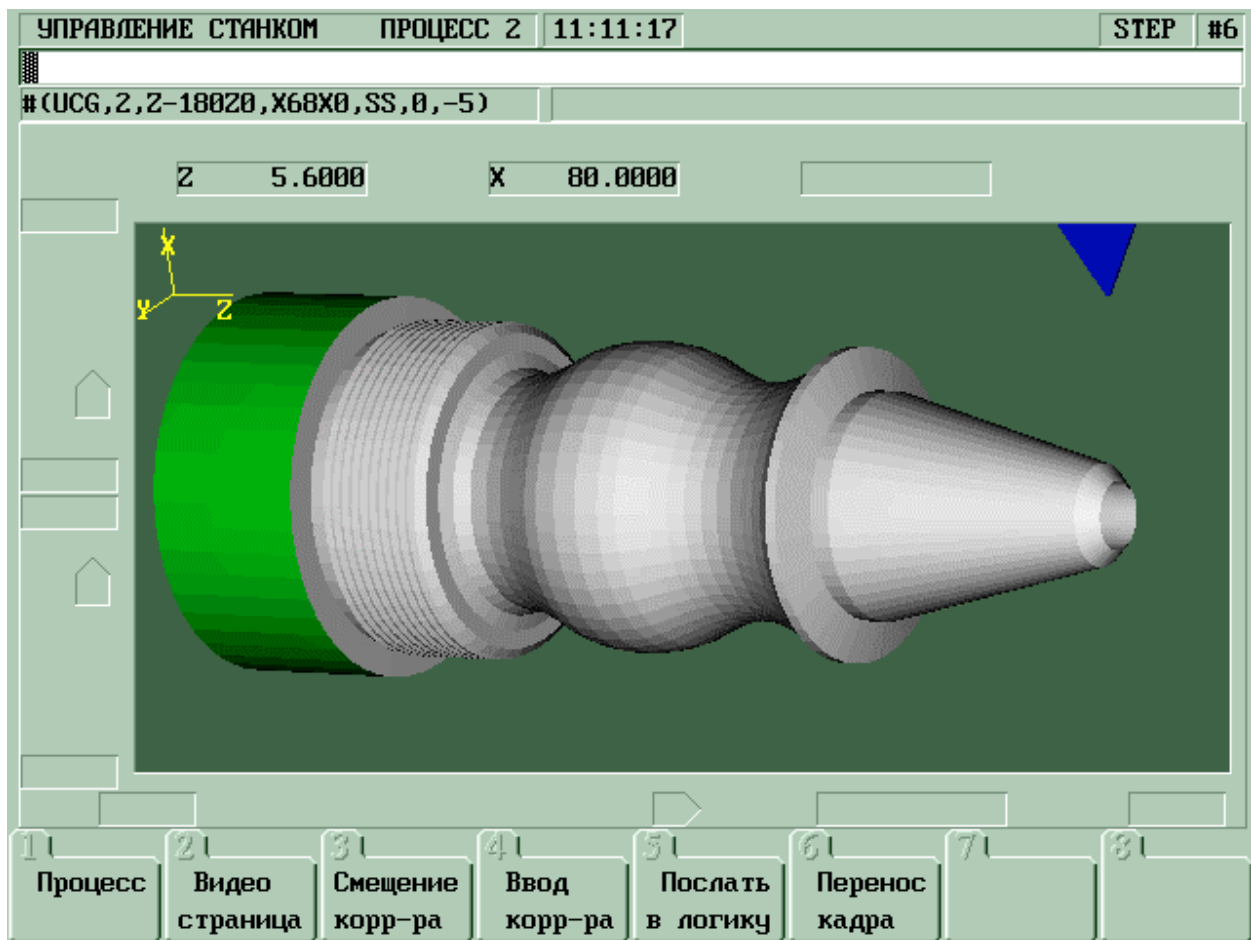 УПРАВЛЕНИЕ СТАНКОМ ПРОЦЕСС 2 11:11:17 STEP #6
#(UCG,2,Z-180Z0,X68X0,SS,0,-5)
Z 5.6000 X 80.0000
X
Y Z
1 2 3 4 5 6 7 8
Процесс Видео Смещение Ввод Послать Перенос
страница корр-ра корр-ра в логику кадра